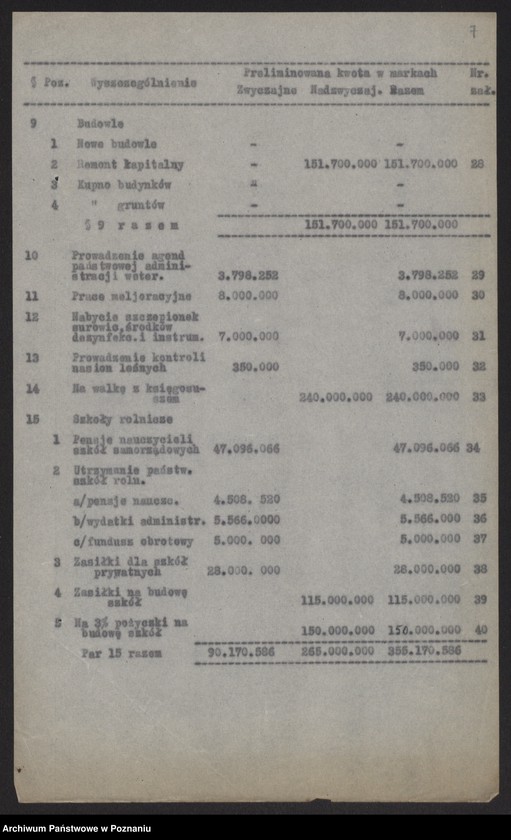 7
Preliminowana kwota w markach Nr.
§ Poz. Wyszczególnienie Zwyczajne Nadzwyczaj. Razem zał.
9 Budowle
1 Nowe budowle - -
2 Remont kapitalny - 151.700.000 151.700.000 28
3 Kupno budynków - -
4 " gruntów - -
§ 9 r a z e m 151.700.000 151.700.000
10 Prowadzenie agend
państwowej admini-
stracji weter. 3.798.252 3.798.252 29
11 Prace meljoracyjne 8.000.000 8.000.000 30
12 Nabycie szczepionek
surowic,środków
dezynfekc.i instrum. 7.000.000 7.000.000 31
13 Prowadzenie kontroli
nasion leśnych 350.000 350.000 32
14 Na walkę z księgosu-
szem 240.000.000 240.000.000 33
15 Szkoły rolnicze
1 Pensje nauczycieli
szkół samorządowych 47.096.066 47.096.066 34
2 Utrzymanie państw.
szkół roln.
a/pensje naucz. 4.508. 520 4.508.520 35
b/wydatki administr. 5.566.0000 5.566.000 36
c/fundusz obrotowy 5.000. 000 5.000.000 37
3 Zasiłki dla szkół
prywatnych 28.000. 000 28.000.000 38
4 Zasiłki na budowę
szkół 115.000.000 115.000.000 39
5 Na 3% pożyczki na
budowę szkół 150.000.000 150.000.000 40
Par 15 razem 90.170.586 265.000.000 355.170.586
Archiwum Państwowe w Poznaniu